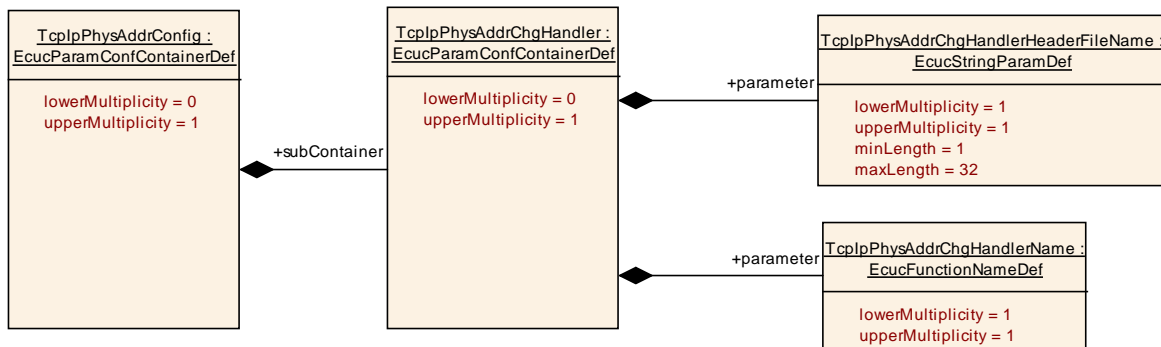 TcpIpPhysAddrConfig :
EcucParamConfContainerDef
lowerMultiplicity = 0
upperMultiplicity = 1
+subContainer
TcpIpPhysAddrChgHandler :
EcucParamConfContainerDef
lowerMultiplicity = 0
upperMultiplicity = 1
+parameter
TcpIpPhysAddrChgHandlerHeaderFileName :
EcucStringParamDef
lowerMultiplicity = 1
upperMultiplicity = 1
minLength = 1
maxLength = 32
+parameter
TcpIpPhysAddrChgHandlerName :
EcucFunctionNameDef
lowerMultiplicity = 1
upperMultiplicity = 1